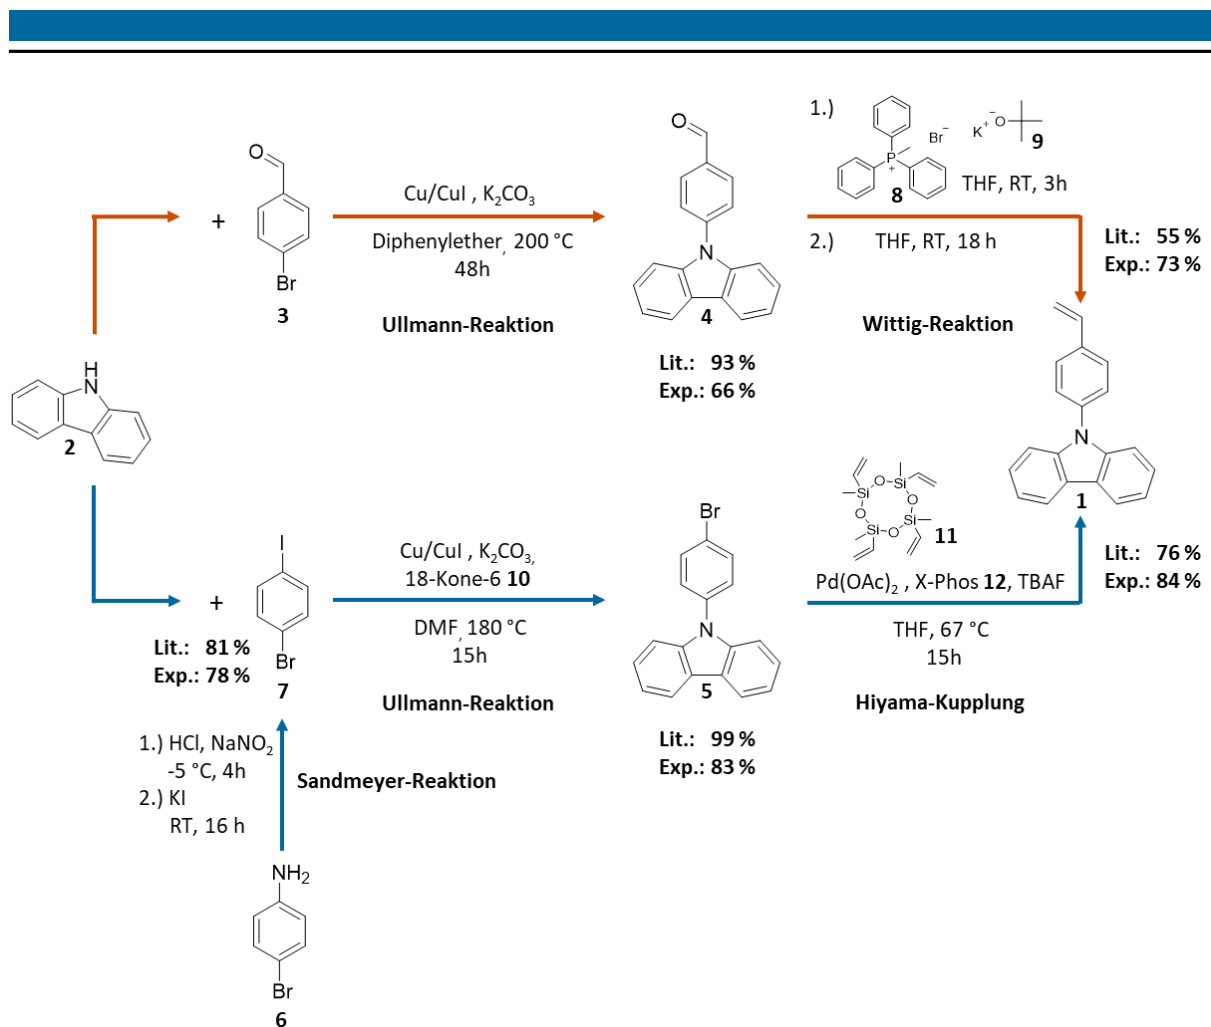 1.)
Br⁻
K⁺ ⁻O
9
P⁺
8
THF, RT, 3h
O
Br
3
+
Cu/CuI , K₂CO₃
Diphenylether, 200 °C
48h
Ullmann-Reaktion
O
N
4
Lit.: 93 %
Exp.: 66 %
2.)
THF, RT, 18 h
Wittig-Reaktion
Lit.: 55 %
Exp.: 73 %
H
N
2
N
1
+
I
Br
7
Lit.: 81 %
Exp.: 78 %
Cu/CuI , K₂CO₃,
18-Kone-6 10
DMF, 180 °C
15h
Ullmann-Reaktion
Br
N
5
Lit.: 99 %
Exp.: 83 %
Si O Si
O O
Si O Si
11
Pd(OAc)₂ , X-Phos 12, TBAF
THF, 67 °C
15h
Hiyama-Kupplung
Lit.: 76 %
Exp.: 84 %
1.) HCl, NaNO₂
-5 °C, 4h
2.) KI
RT, 16 h
Sandmeyer-Reaktion
NH₂
Br
6